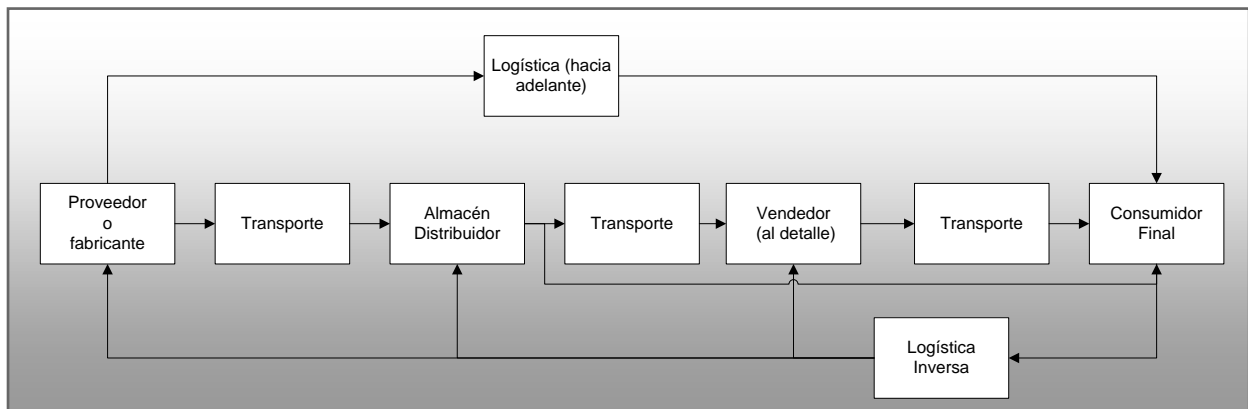 Logística (hacia
adelante)
Proveedor
o
fabricante
Transporte
Almacén
Distribuidor
Transporte
Vendedor
(al detalle)
Transporte
Consumidor
Final
Logística
Inversa